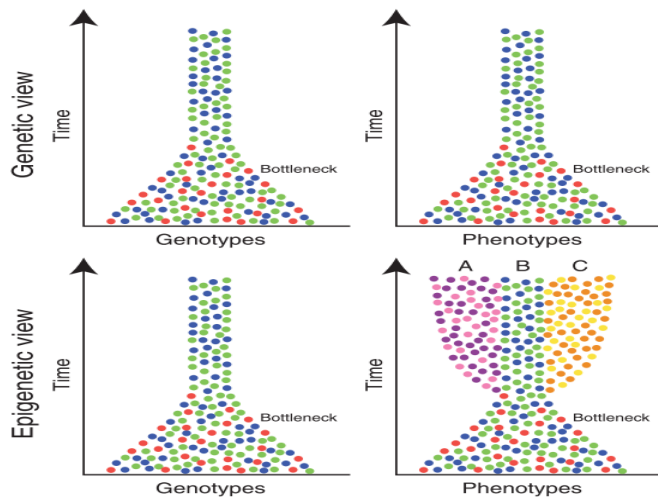 Genetic view
Time
Bottleneck
Genotypes
Time
Bottleneck
Phenotypes
Epigenetic view
Time
Bottleneck
Genotypes
A B C
Time
Bottleneck
Phenotypes